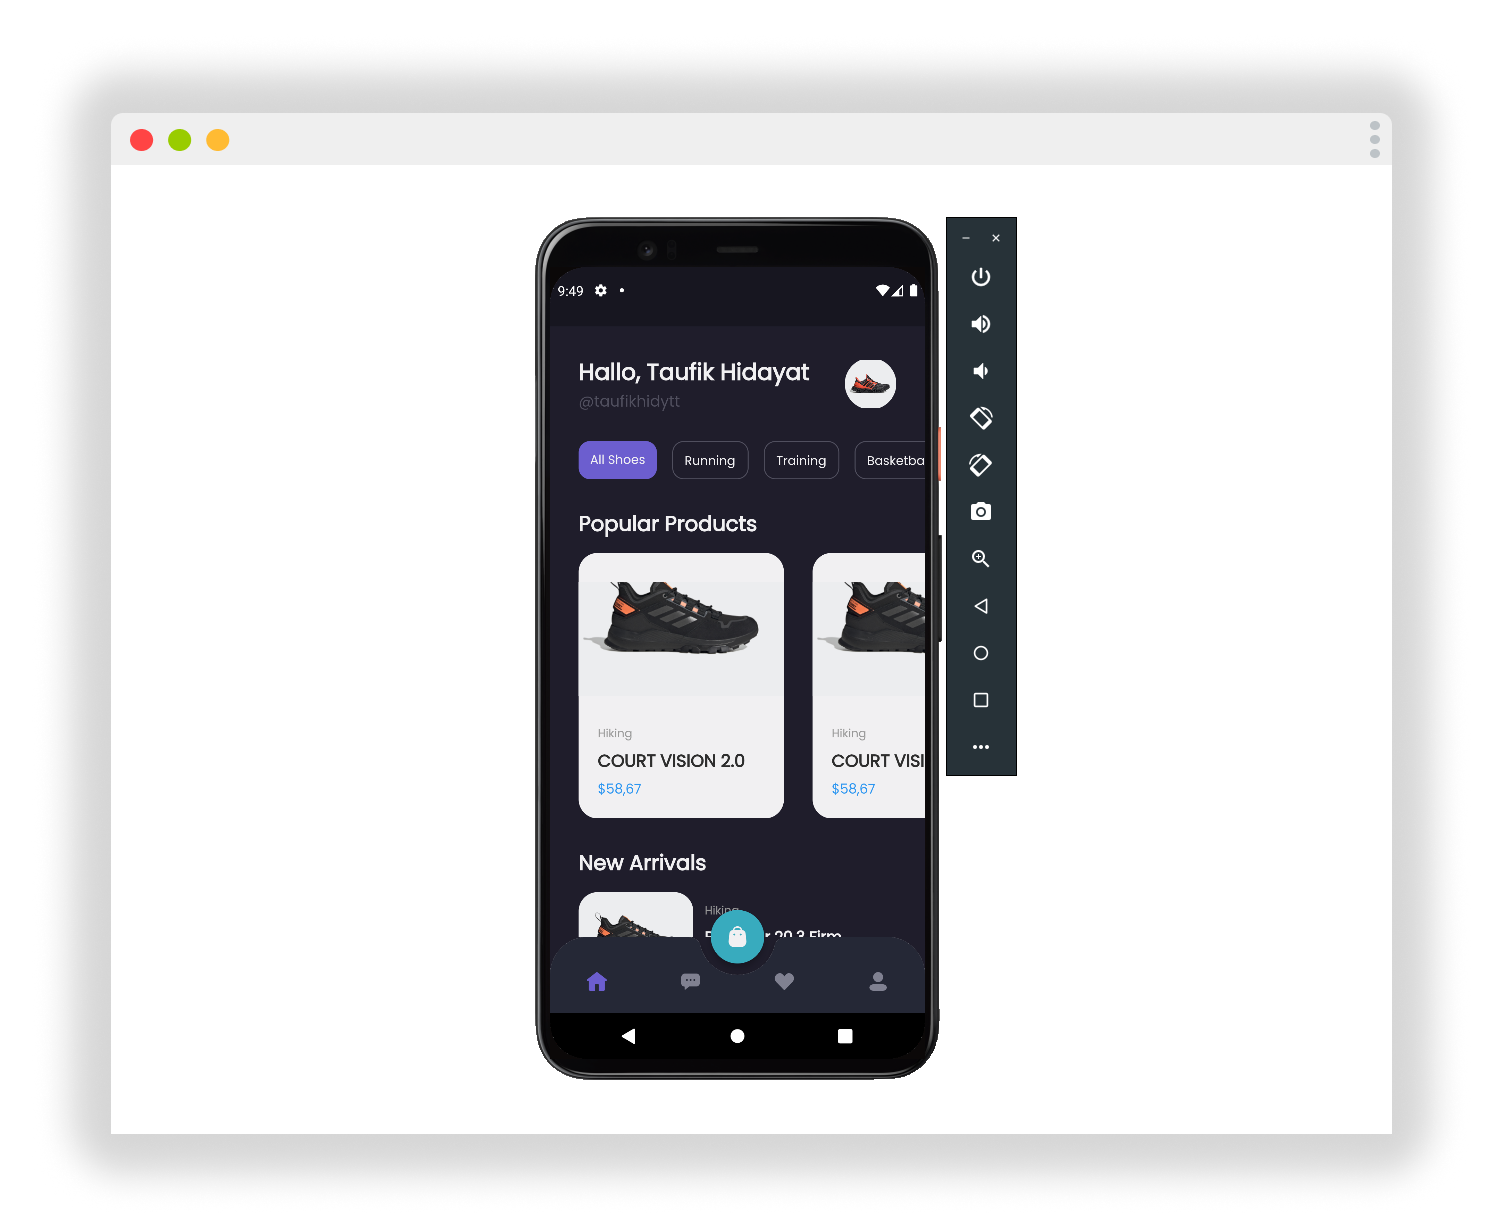 9:49
Hallo, Taufik Hidayat
@taufikhidytt
All Shoes Running Training Basketba
Popular Products
Hiking Hiking
COURT VISION 2.0 COURT VISI
$58,67 $58,67
New Arrivals
Hiking
20.3 Firm